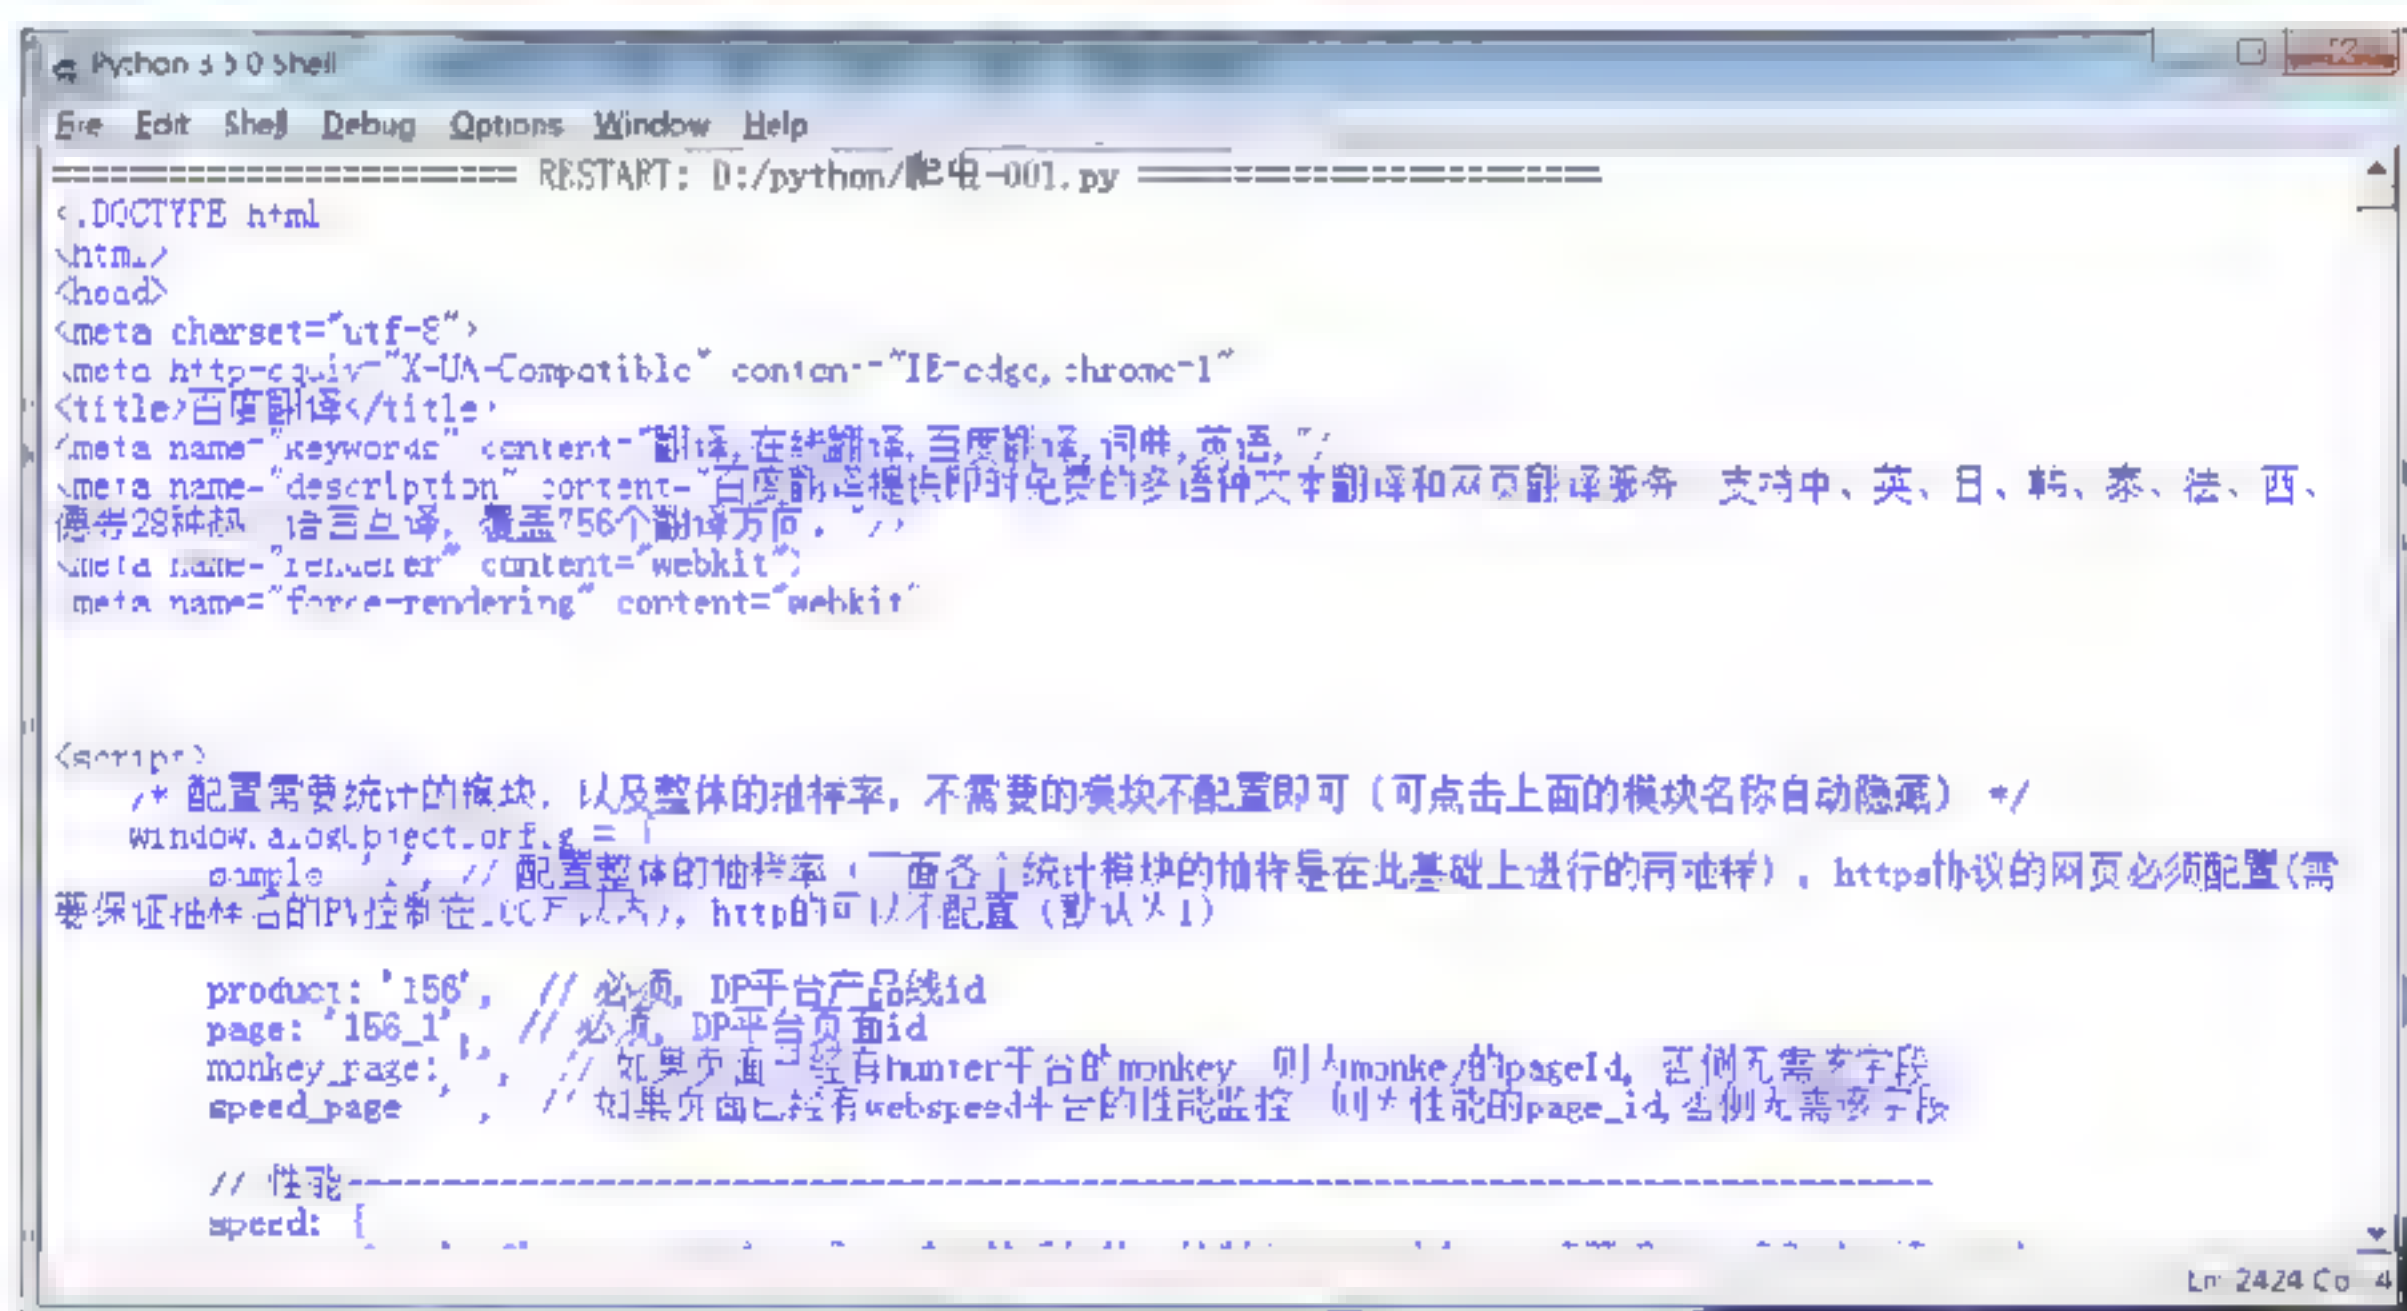 Python 3.5.0 Shell
File Edit Shell Debug Options Window Help
======================== RESTART: D:/python/爬虫-001.py ========================
<!DOCTYPE html>
<html>
<head>
<meta charset="utf-8">
<meta http-equiv="X-UA-Compatible" content="IE=edge,chrome=1"
<title>百度翻译</title>
<meta name="keywords" content="翻译,在线翻译,百度翻译,词典,英语,"/>
<meta name="description" content="百度翻译提供即时免费的多语种文本翻译和网页翻译服务 支持中、英、日、韩、泰、法、西、
德等28种热 语言互译，覆盖756个翻译方向。"/>
<meta name="renderer" content="webkit">
meta name="force-rendering" content="webkit"
<script>
/* 配置需要统计的模块，以及整体的抽样率，不需要的模块不配置即可（可点击上面的模块名称自动隐藏） */
window.alogObjectConfig = {
sample '1', // 配置整体的抽样率（ 面各个统计模块的抽样是在此基础上进行的再抽样），https协议的网页必须配置(需
要保证抽样后的PV控制在 以内)，http的可以不配置（默认为1）
product: '156', // 必须, DP平台产品线id
page: '156_1', // 必须, DP平台页面id
monkey_page: '', // 如果页面已经有hunter平台的monkey 则为monkey的pageId, 否则无需该字段
speed_page '', // 如果页面已经有webspeed平台的性能监控 则为性能的page_id, 否则无需该字段
// 性能--------------------------------------------------------------------------------
speed: {
Ln: 2424 Co 4